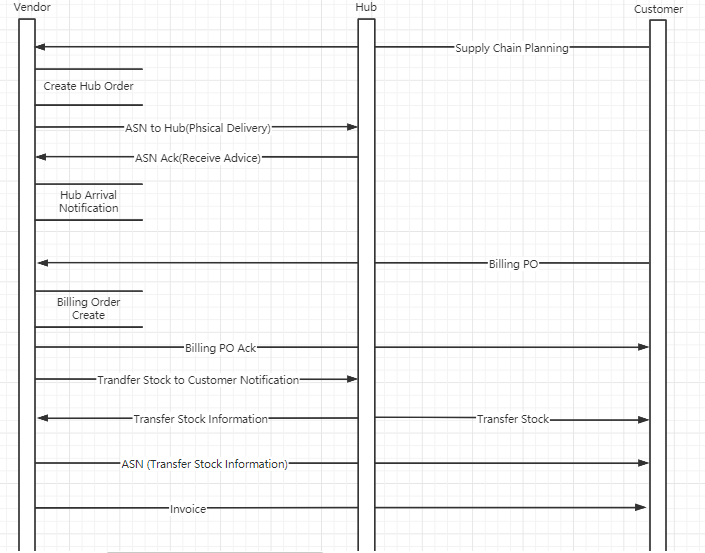 Vendor
Hub
Customer
Supply Chain Planning
Create Hub Order
ASN to Hub(Phsical Delivery)
ASN Ack(Receive Advice)
Hub Arrival
Notification
Billing PO
Billing Order
Create
Billing PO Ack
Trandfer Stock to Customer Notification
Transfer Stock Information
Transfer Stock
ASN (Transfer Stock Information)
Invoice